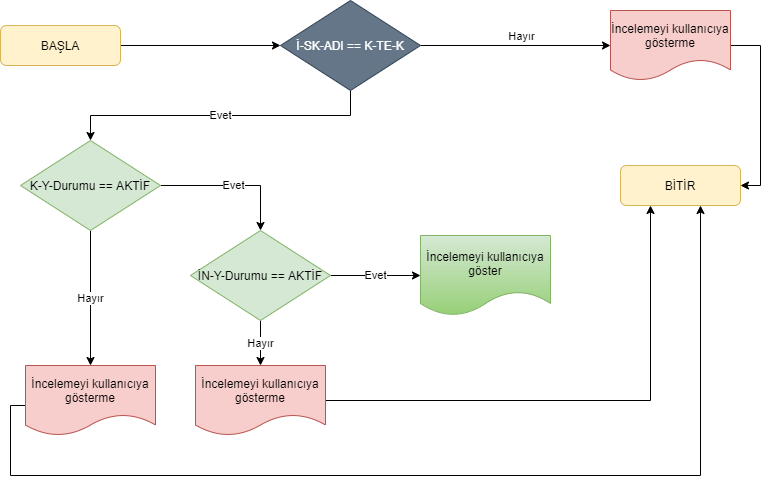 BAŞLA
İ-SK-ADI == K-TE-K
Hayır
İncelemeyi kullanıcıya
gösterme
Evet
K-Y-Durumu == AKTİF
Evet
BİTİR
İN-Y-Durumu == AKTİF
Evet
İncelemeyi kullanıcıya
göster
Hayır
Hayır
İncelemeyi kullanıcıya
gösterme
İncelemeyi kullanıcıya
gösterme